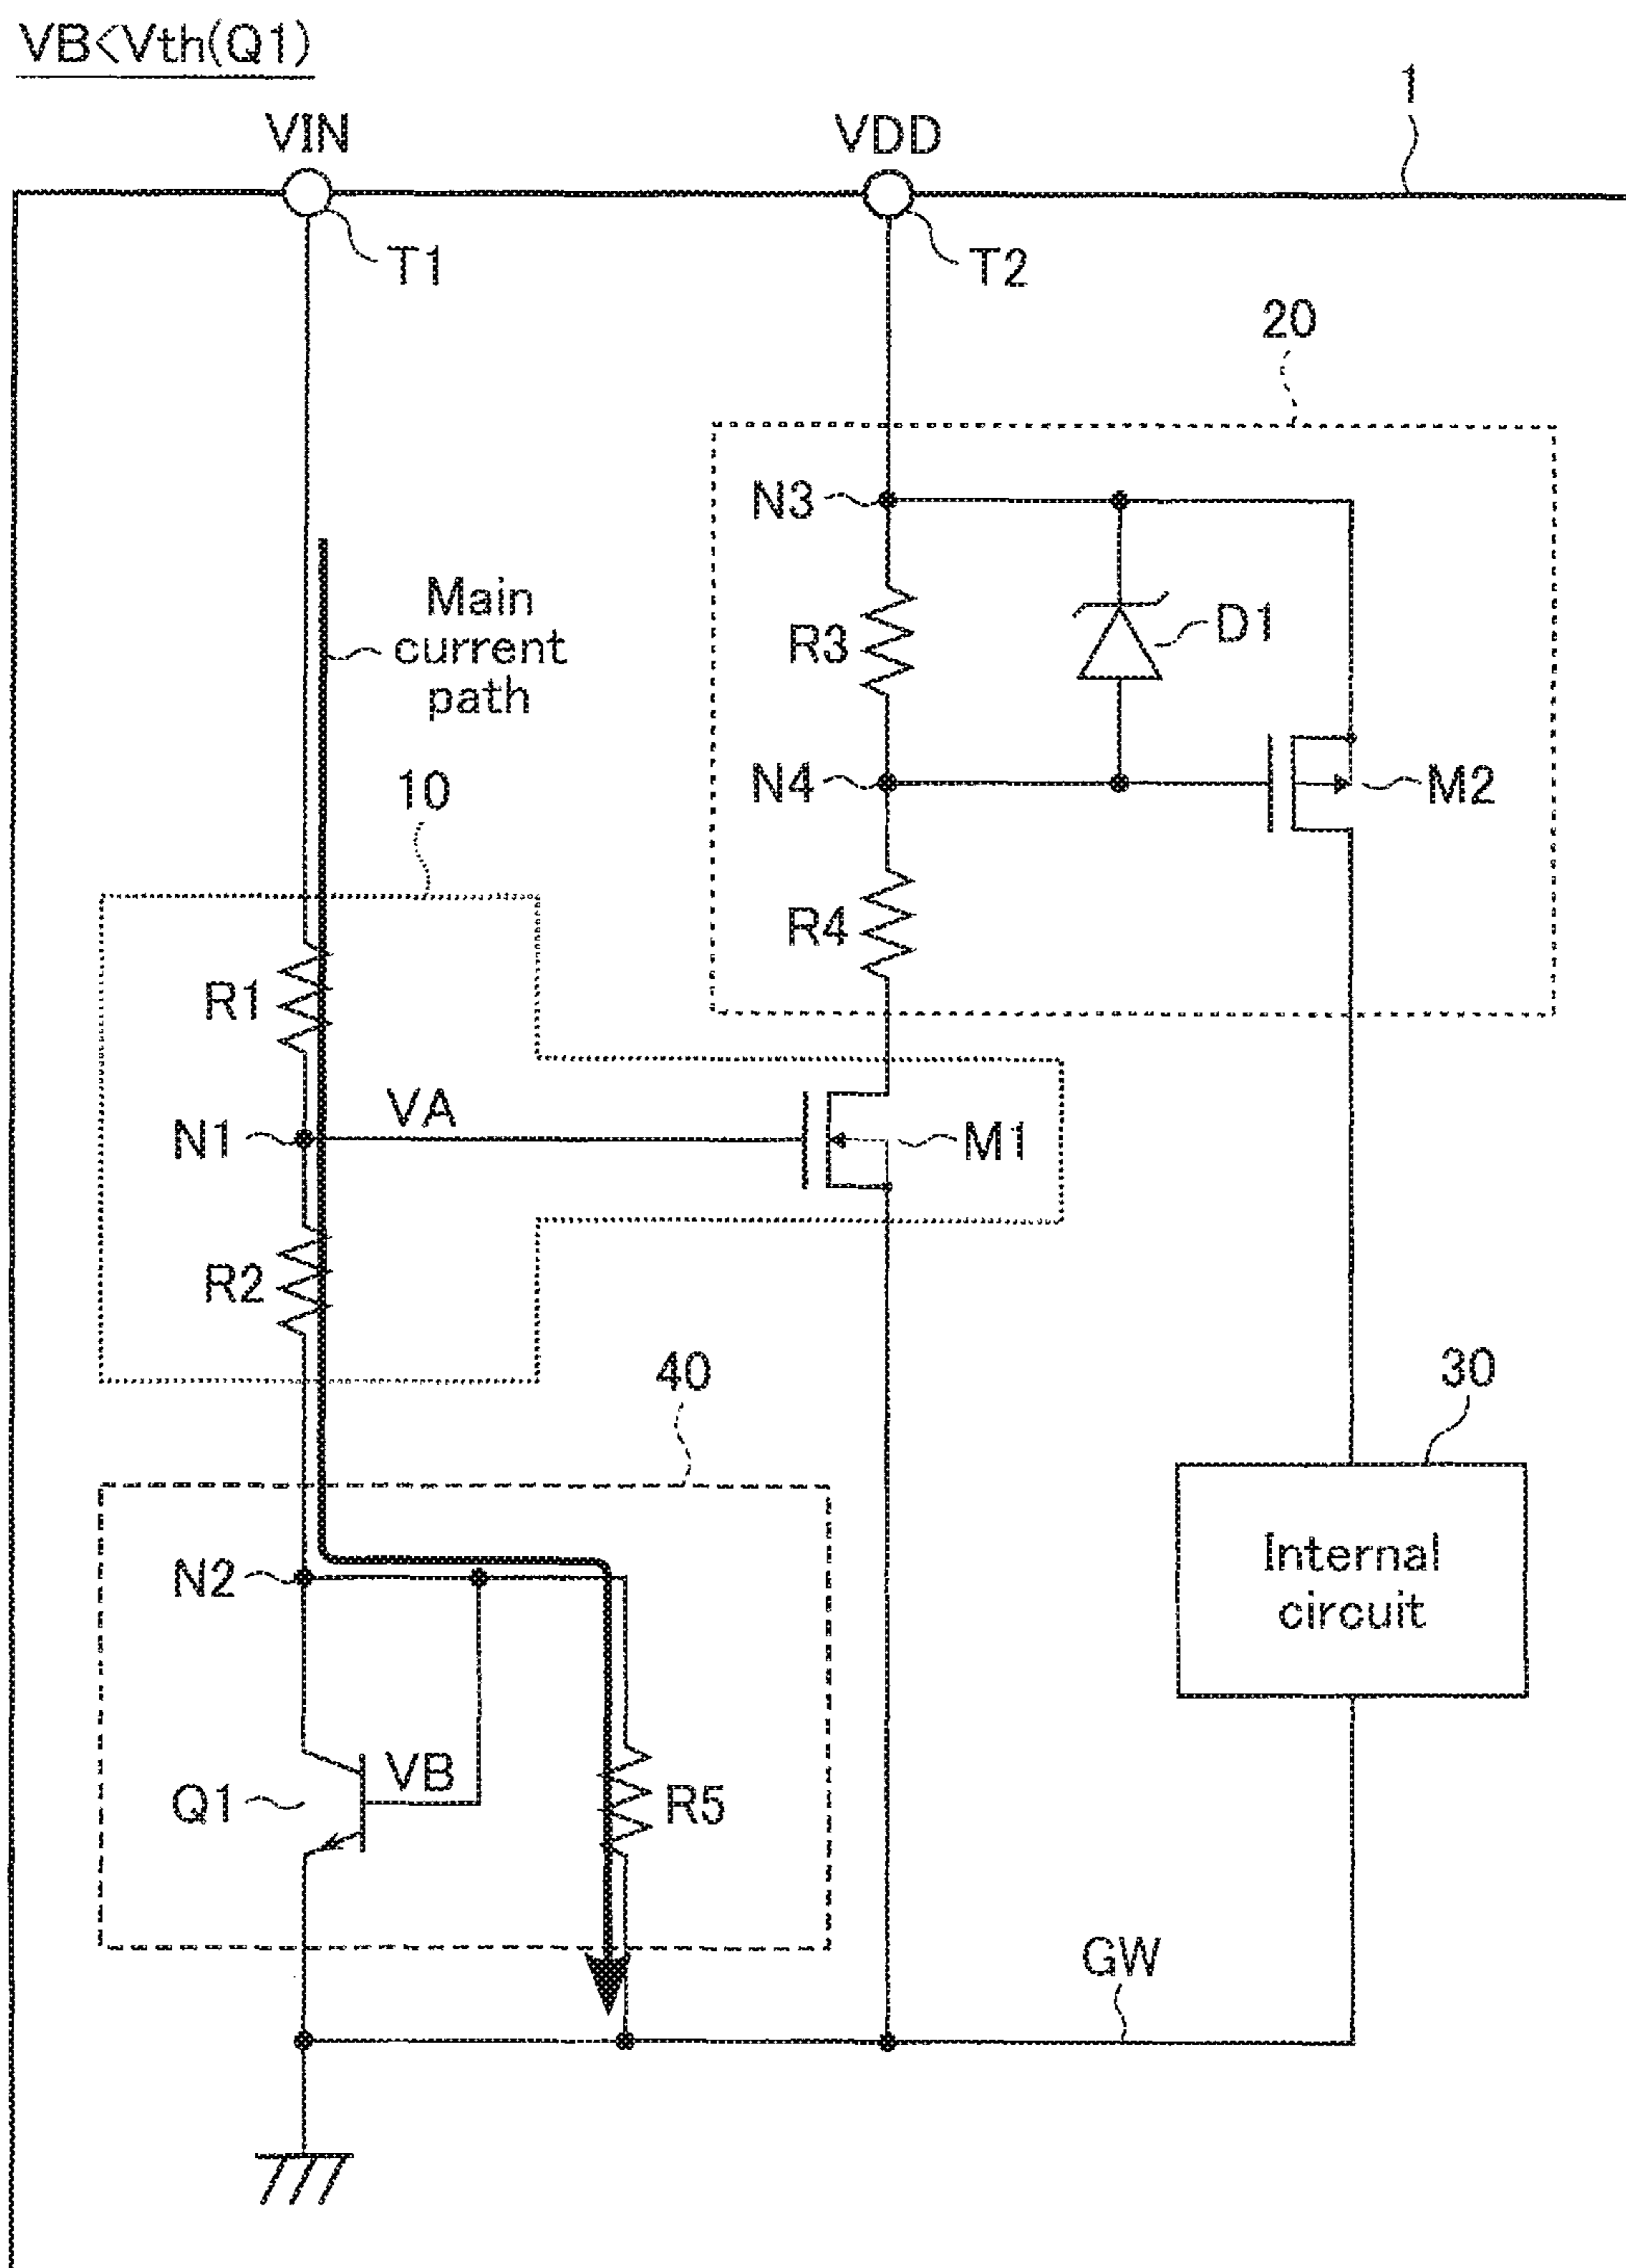 VB<Vth(Q1)
1
VIN
VDD
T1
T2
20
N3
Main
current
path
R3
D1
10
N4
M2
R4
R1
VA
N1
M1
R2
40
30
N2
Internal
circuit
Q1
VB
R5
GW